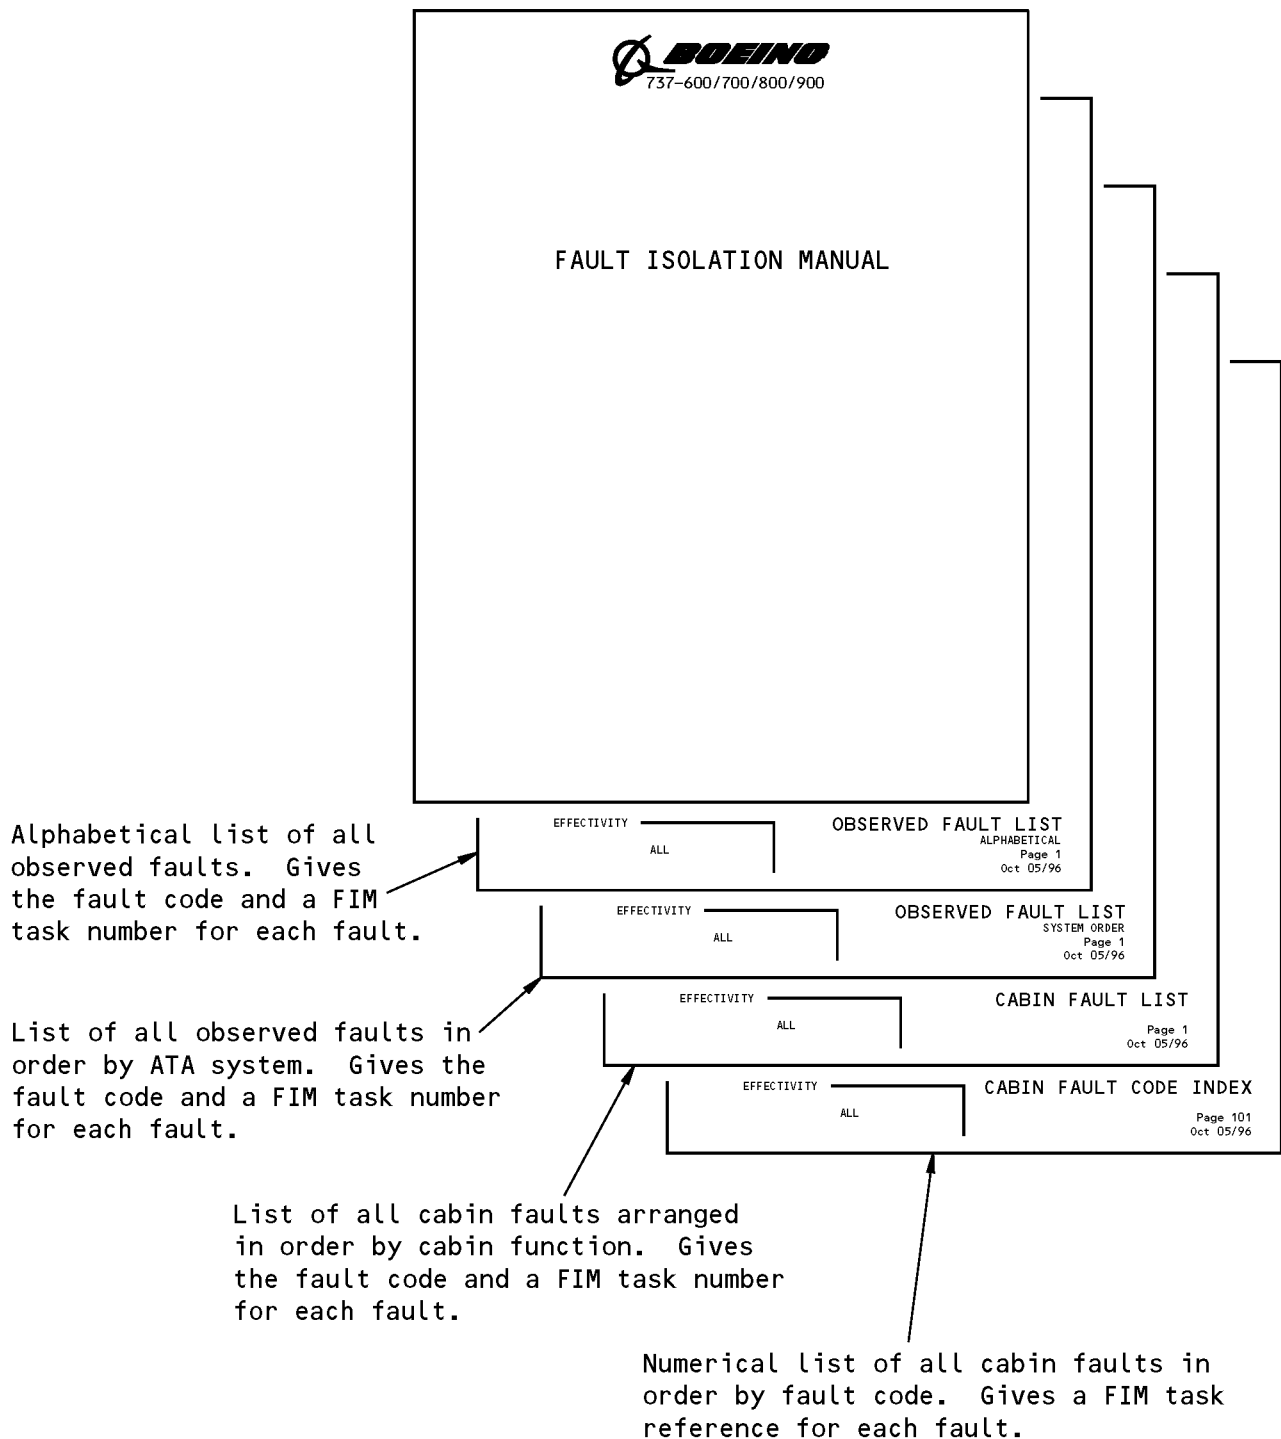 BOEING
737-600/700/800/900
FAULT ISOLATION MANUAL
EFFECTIVITY
ALL
OBSERVED FAULT LIST
ALPHABETICAL
Page 1
Oct 05/96
Alphabetical list of all
observed faults. Gives
the fault code and a FIM
task number for each fault.
EFFECTIVITY
ALL
OBSERVED FAULT LIST
SYSTEM ORDER
Page 1
Oct 05/96
List of all observed faults in
order by ATA system. Gives the
fault code and a FIM task number
for each fault.
EFFECTIVITY
ALL
CABIN FAULT LIST
Page 1
Oct 05/96
List of all cabin faults arranged
in order by cabin function. Gives
the fault code and a FIM task number
for each fault.
EFFECTIVITY
ALL
CABIN FAULT CODE INDEX
Page 101
Oct 05/96
Numerical list of all cabin faults in
order by fault code. Gives a FIM task
reference for each fault.